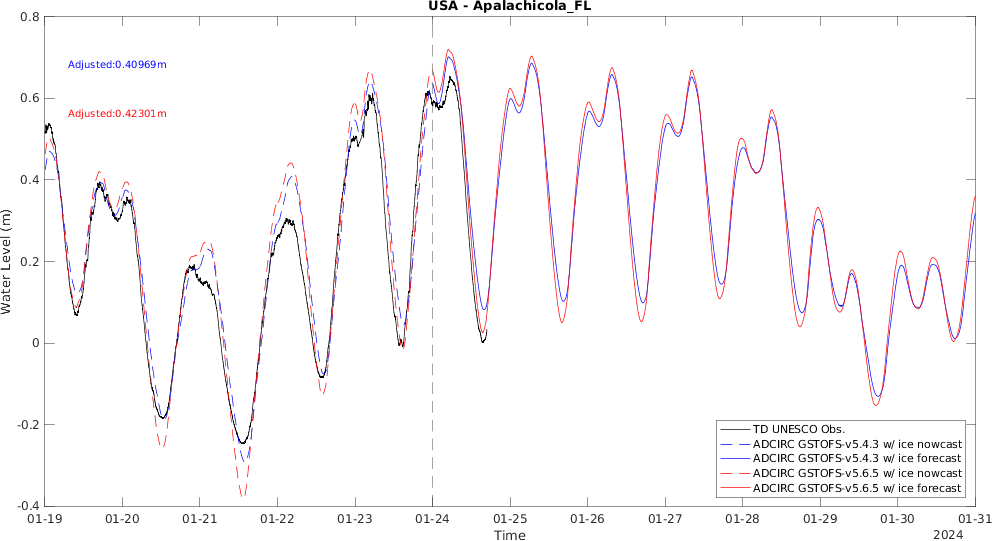 USA - Apalachicola_FL
0.8
0.6
0.4
0.2
0
-0.2
-0.4
Water Level (m)
Adjusted:0.40969m
Adjusted:0.42301m
TD UNESCO Obs.
ADCIRC GSTOFS-v5.4.3 w/ ice nowcast
ADCIRC GSTOFS-v5.4.3 w/ ice forecast
ADCIRC GSTOFS-v5.6.5 w/ ice nowcast
ADCIRC GSTOFS-v5.6.5 w/ ice forecast
01-19 01-20 01-21 01-22 01-23 01-24 01-25 01-26 01-27 01-28 01-29 01-30 01-31
Time
2024